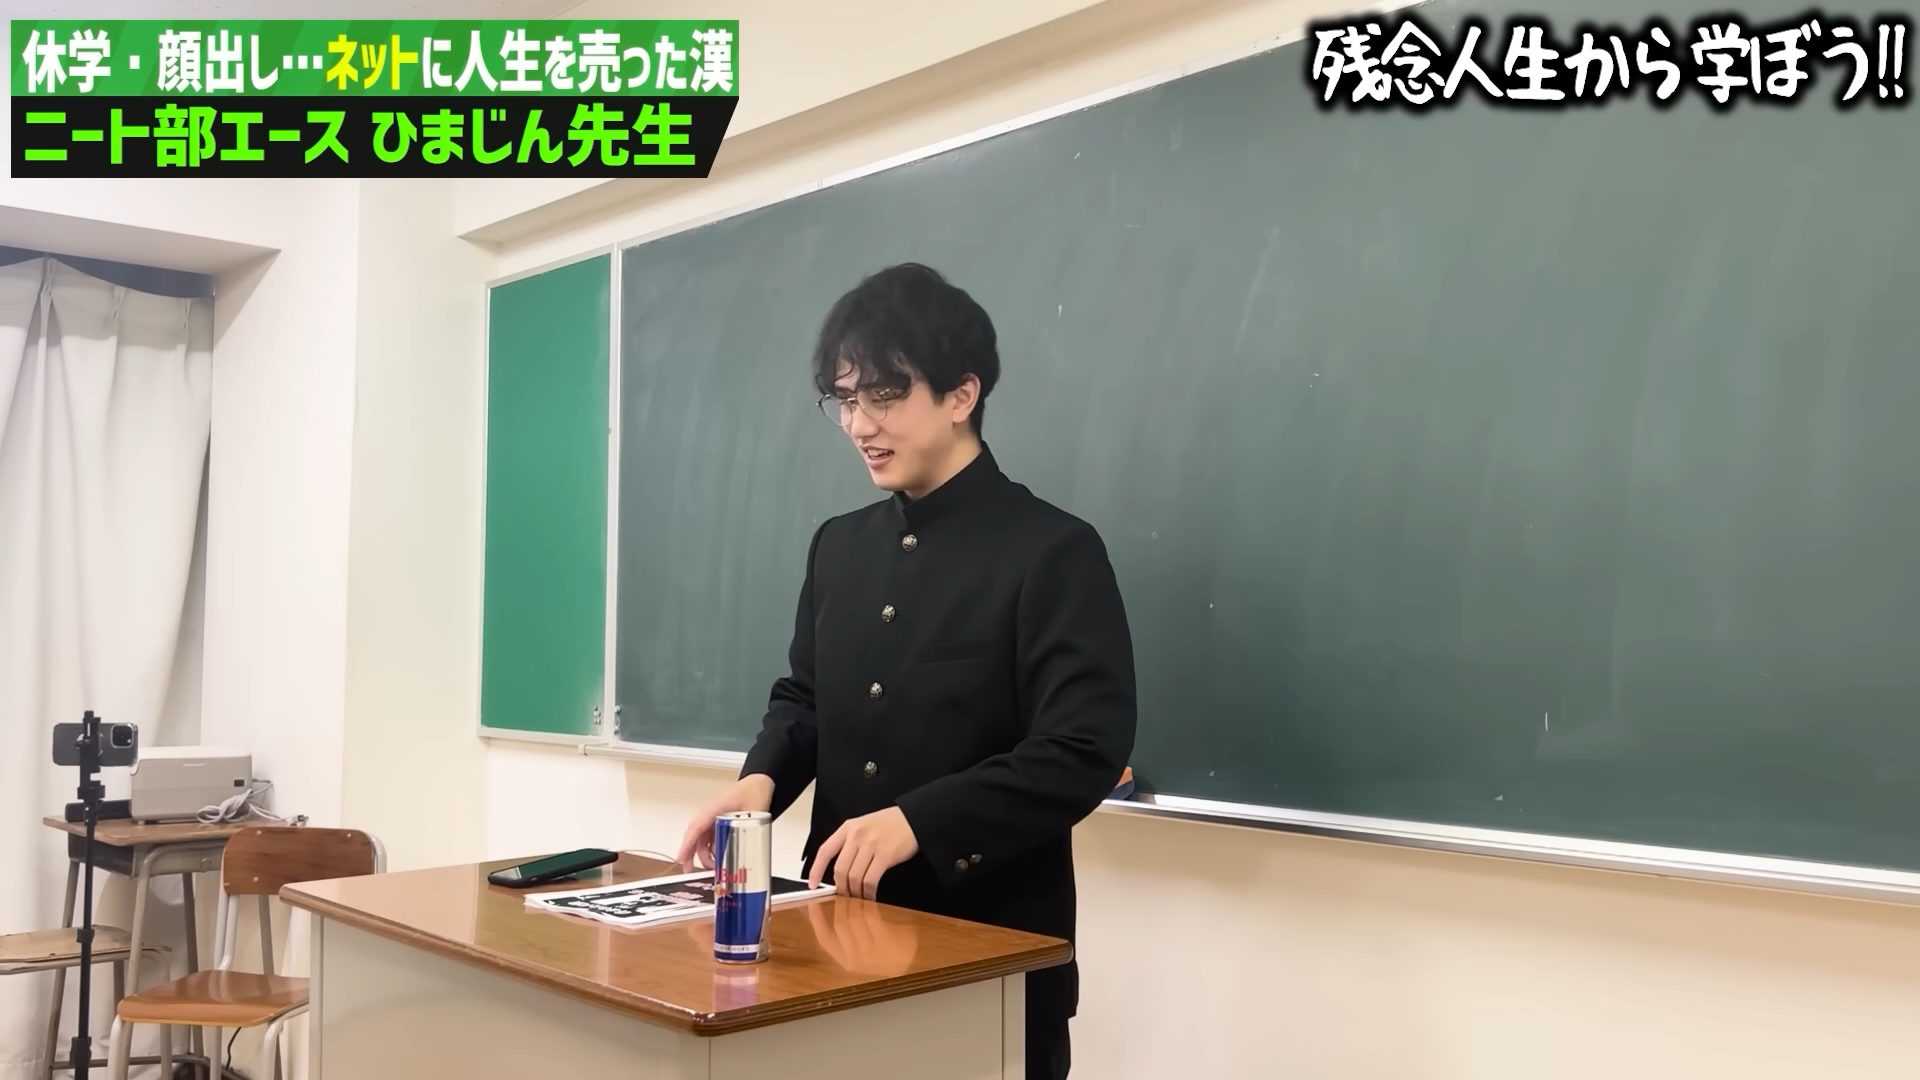 休学・顔出し…ネットに人生を売った漢
ニート部エース ひまじん先生
残念人生から学ぼう!!
Bull